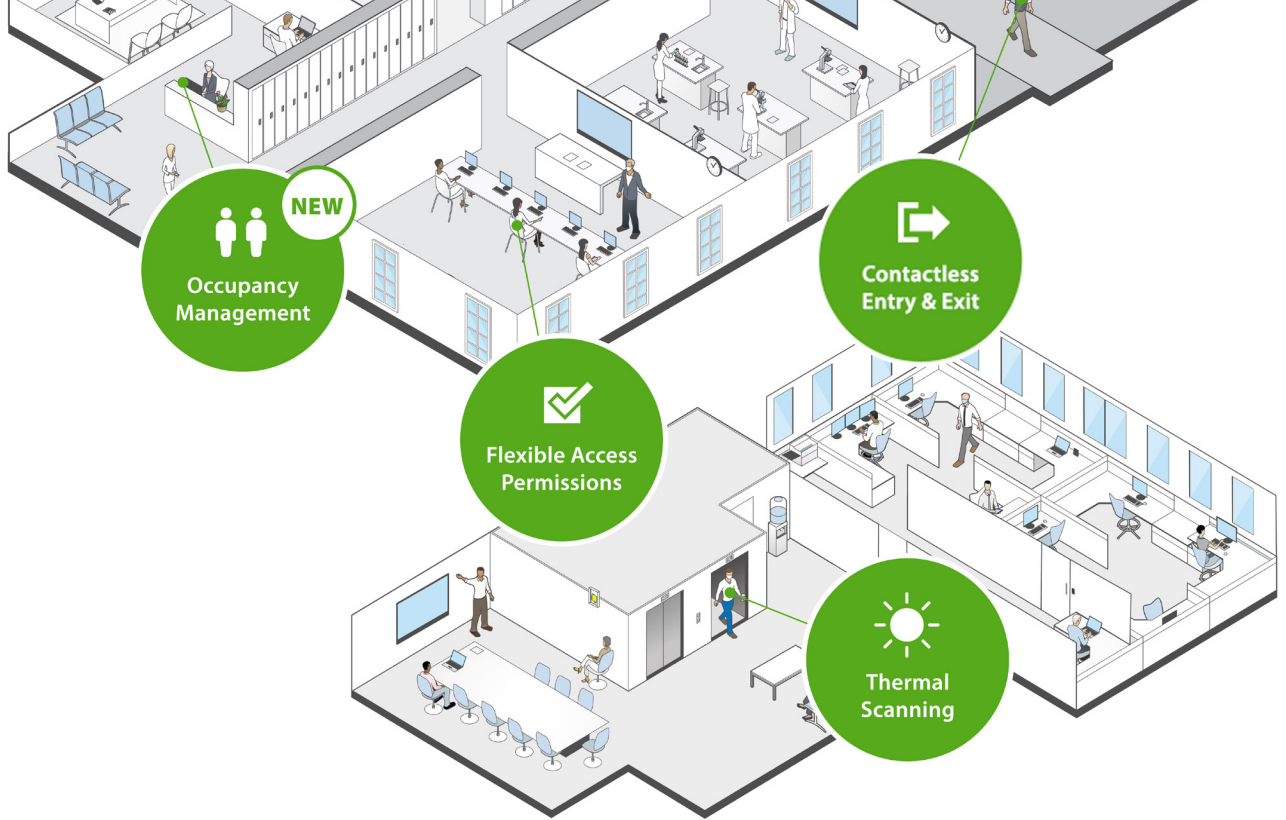 NEW
Occupancy
Management
Contactless
Entry & Exit
Flexible Access
Permissions
Thermal
Scanning